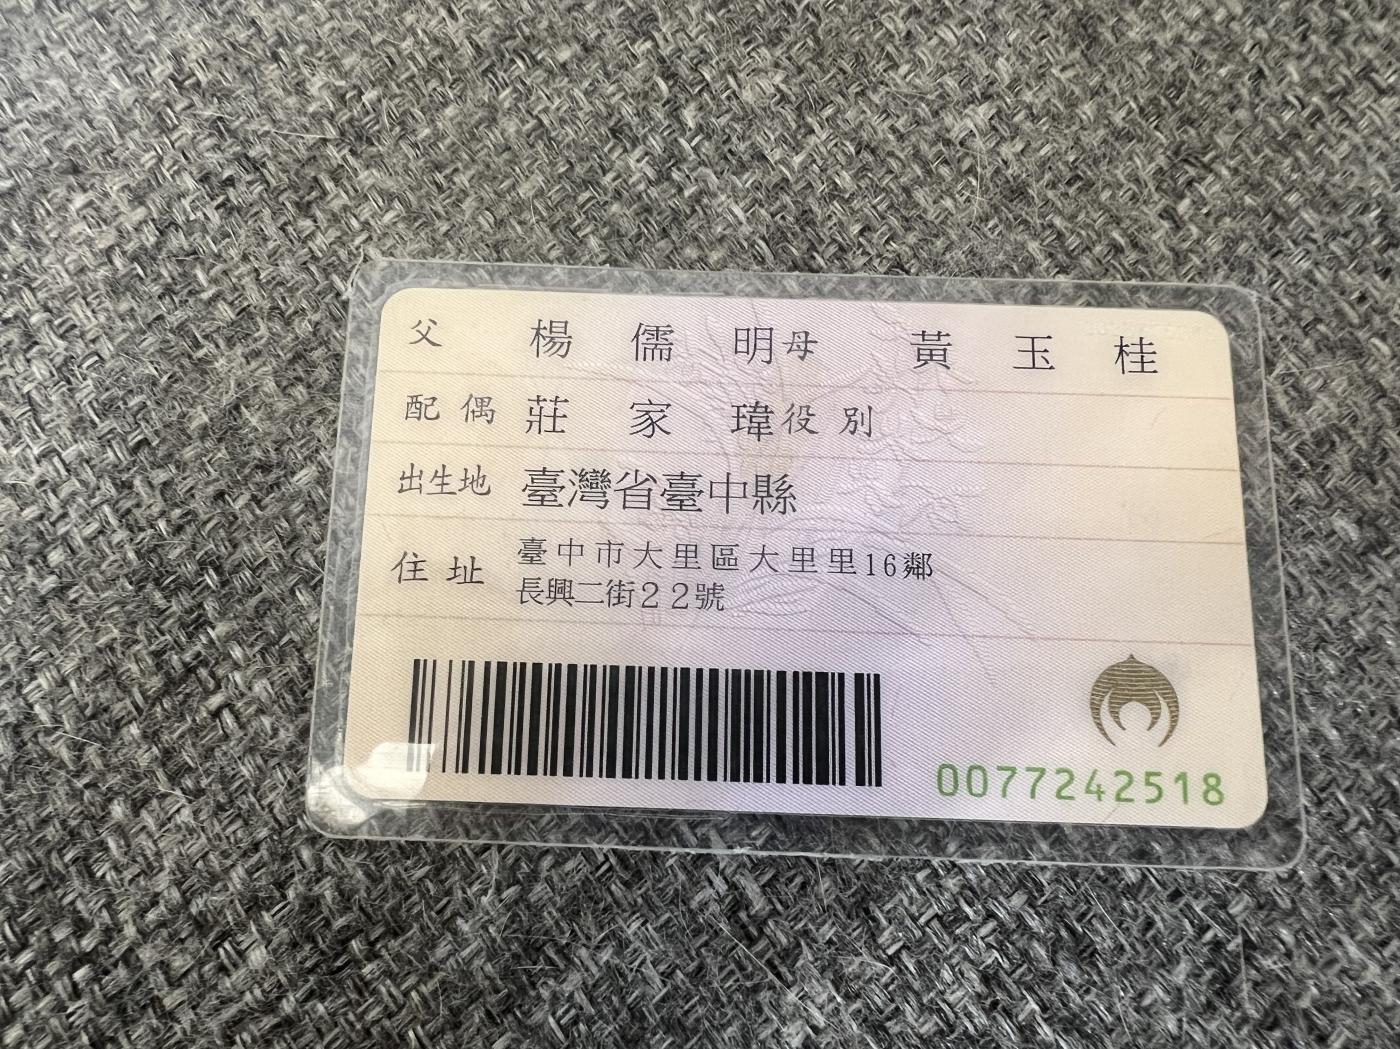 父 楊儒明 母 黃玉桂
配偶 莊家瑋 役別
出生地 臺灣省臺中縣
住址 臺中市大里區大里里16鄰
長興二街22號
0077242518